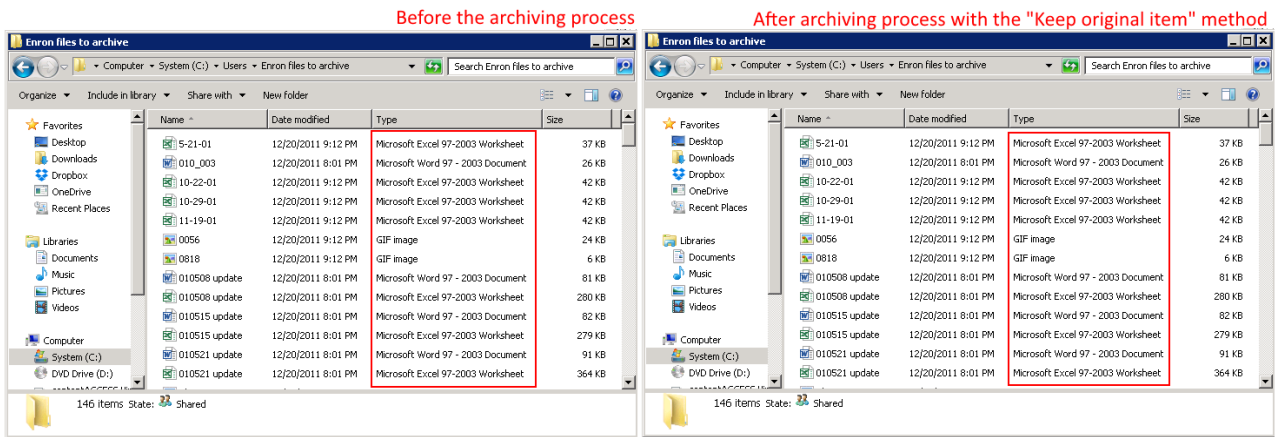 Before the archiving process
Enron files to archive
Computer System (C:) Users Enron files to archive
Search Enron files to archive
Organize Include in library Share with New folder
Favorites
Desktop
Downloads
Dropbox
OneDrive
Recent Places
Libraries
Documents
Music
Pictures
Videos
Computer
System (C:)
DVD Drive (D:)
Name Date modified Type Size
5-21-01 12/20/2011 9:12 PM Microsoft Excel 97-2003 Worksheet 37 KB
010_003 12/20/2011 8:01 PM Microsoft Word 97 - 2003 Document 26 KB
10-22-01 12/20/2011 9:12 PM Microsoft Excel 97-2003 Worksheet 42 KB
10-29-01 12/20/2011 9:12 PM Microsoft Excel 97-2003 Worksheet 42 KB
11-19-01 12/20/2011 9:12 PM Microsoft Excel 97-2003 Worksheet 42 KB
0056 12/20/2011 9:12 PM GIF image 24 KB
0818 12/20/2011 9:12 PM GIF image 6 KB
010508 update 12/20/2011 8:01 PM Microsoft Word 97 - 2003 Document 81 KB
010508 update 12/20/2011 8:01 PM Microsoft Excel 97-2003 Worksheet 280 KB
010515 update 12/20/2011 8:01 PM Microsoft Word 97 - 2003 Document 82 KB
010515 update 12/20/2011 8:01 PM Microsoft Excel 97-2003 Worksheet 279 KB
010521 update 12/20/2011 8:01 PM Microsoft Word 97 - 2003 Document 91 KB
010521 update 12/20/2011 8:01 PM Microsoft Excel 97-2003 Worksheet 364 KB
146 items State: Shared
After archiving process with the "Keep original item" method
Enron files to archive
Computer System (C:) Users Enron files to archive
Search Enron files to archive
Organize Include in library Share with New folder
Favorites
Desktop
Downloads
Dropbox
OneDrive
Recent Places
Libraries
Documents
Music
Pictures
Videos
Computer
System (C:)
DVD Drive (D:)
Name Date modified Type Size
5-21-01 12/20/2011 9:12 PM Microsoft Excel 97-2003 Worksheet 37 KB
010_003 12/20/2011 8:01 PM Microsoft Word 97 - 2003 Document 26 KB
10-22-01 12/20/2011 9:12 PM Microsoft Excel 97-2003 Worksheet 42 KB
10-29-01 12/20/2011 9:12 PM Microsoft Excel 97-2003 Worksheet 42 KB
11-19-01 12/20/2011 9:12 PM Microsoft Excel 97-2003 Worksheet 42 KB
0056 12/20/2011 9:12 PM GIF image 24 KB
0818 12/20/2011 9:12 PM GIF image 6 KB
010508 update 12/20/2011 8:01 PM Microsoft Word 97 - 2003 Document 81 KB
010508 update 12/20/2011 8:01 PM Microsoft Excel 97-2003 Worksheet 280 KB
010515 update 12/20/2011 8:01 PM Microsoft Word 97 - 2003 Document 82 KB
010515 update 12/20/2011 8:01 PM Microsoft Excel 97-2003 Worksheet 279 KB
010521 update 12/20/2011 8:01 PM Microsoft Word 97 - 2003 Document 91 KB
010521 update 12/20/2011 8:01 PM Microsoft Excel 97-2003 Worksheet 364 KB
146 items State: Shared